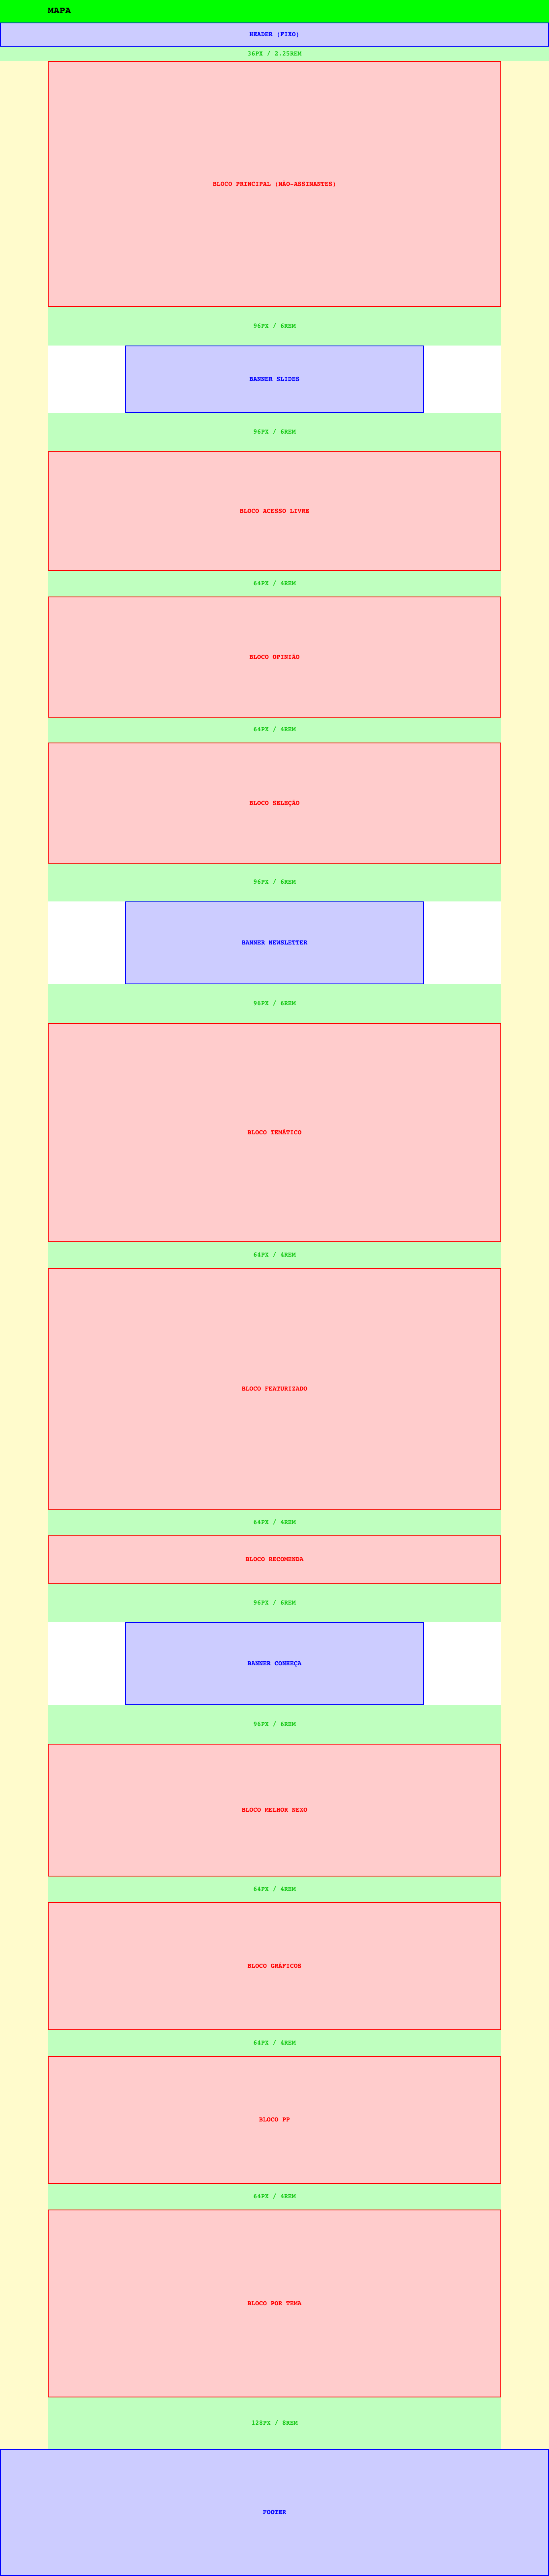 MAPA
HEADER (FIXO)
36PX / 2.25REM
BLOCO PRINCIPAL (NÃO-ASSINANTES)
96PX / 6REM
BANNER SLIDES
96PX / 6REM
BLOCO ACESSO LIVRE
64PX / 4REM
BLOCO OPINIÃO
64PX / 4REM
BLOCO SELEÇÃO
96PX / 6REM
BANNER NEWSLETTER
96PX / 6REM
BLOCO TEMÁTICO
64PX / 4REM
BLOCO FEATURIZADO
64PX / 4REM
BLOCO RECOMENDA
96PX / 6REM
BANNER CONHEÇA
96PX / 6REM
BLOCO MELHOR NEXO
64PX / 4REM
BLOCO GRÁFICOS
64PX / 4REM
BLOCO PP
64PX / 4REM
BLOCO POR TEMA
128PX / 8REM
FOOTER